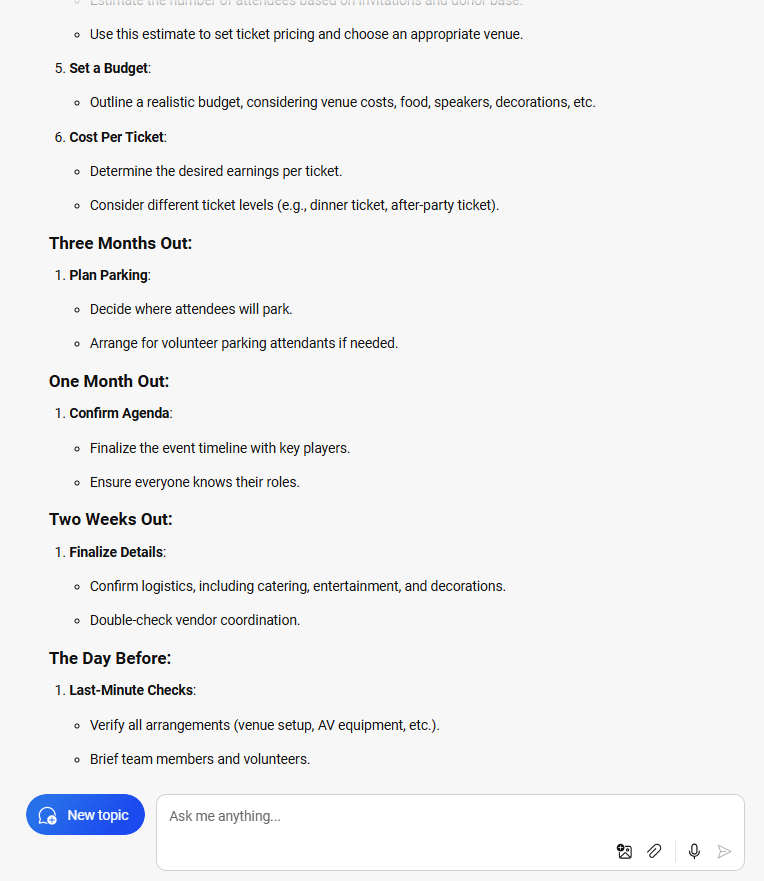 Estimate the number of attendees based on invitations and donor base.
Use this estimate to set ticket pricing and choose an appropriate venue.
5. Set a Budget:
Outline a realistic budget, considering venue costs, food, speakers, decorations, etc.
6. Cost Per Ticket:
Determine the desired earnings per ticket.
Consider different ticket levels (e.g., dinner ticket, after-party ticket).
Three Months Out:
1. Plan Parking:
Decide where attendees will park.
Arrange for volunteer parking attendants if needed.
One Month Out:
1. Confirm Agenda:
Finalize the event timeline with key players.
Ensure everyone knows their roles.
Two Weeks Out:
1. Finalize Details:
Confirm logistics, including catering, entertainment, and decorations.
Double-check vendor coordination.
The Day Before:
1. Last-Minute Checks:
Verify all arrangements (venue setup, AV equipment, etc.).
Brief team members and volunteers.
New topic
Ask me anything...